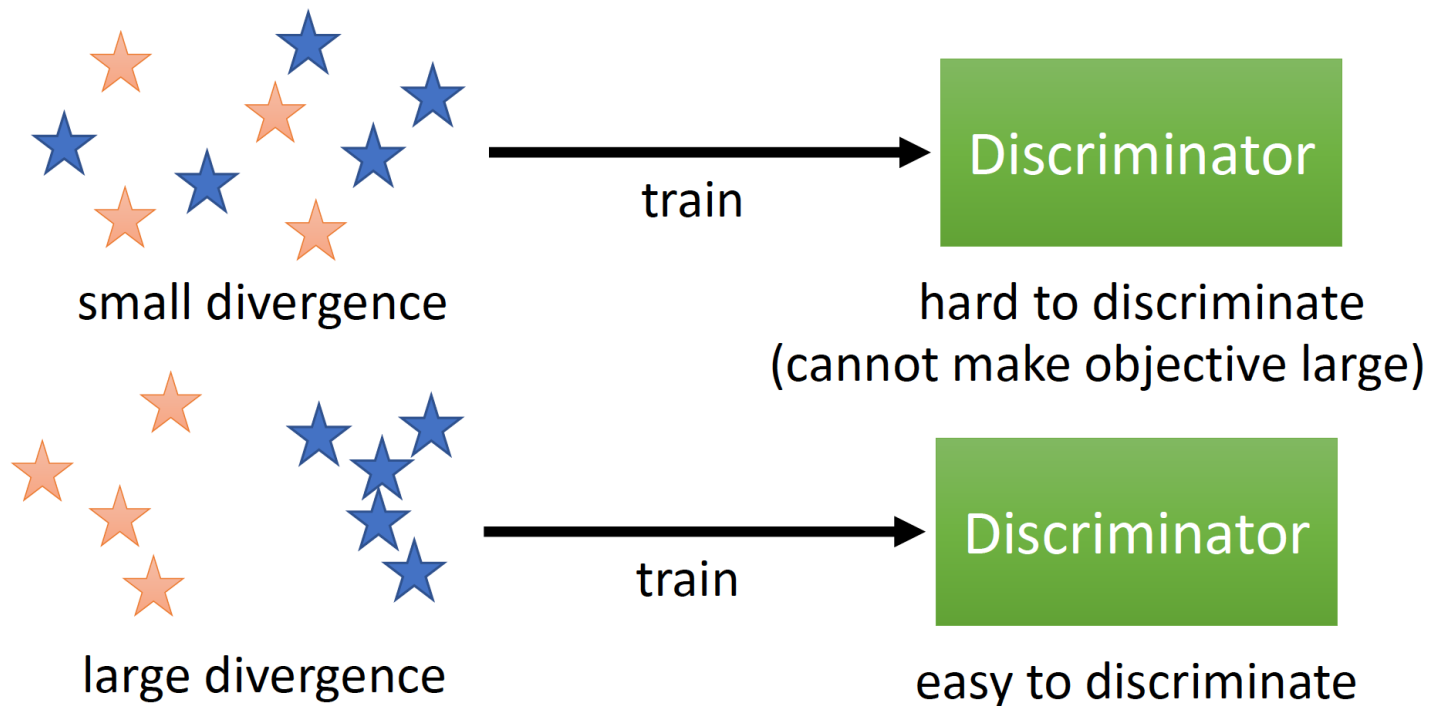 train
Discriminator
small divergence
hard to discriminate
(cannot make objective large)
train
Discriminator
large divergence
easy to discriminate